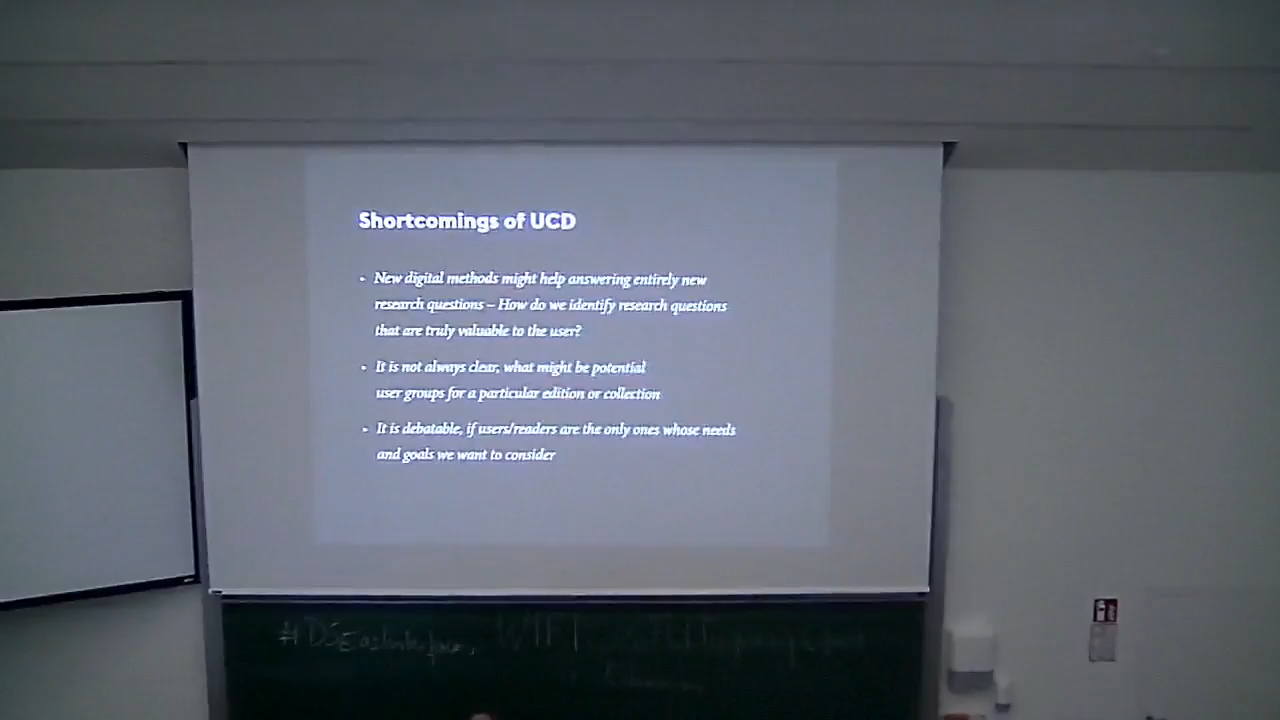 Shortcomings of UCD
• New digital methods might help answering entirely new
research questions – How do we identify research questions
that are truly valuable to the user?
• It is not always clear, what might be potential
user groups for a particular edition or collection
• It is debatable, if users/readers are the only ones whose needs
and goals we want to consider